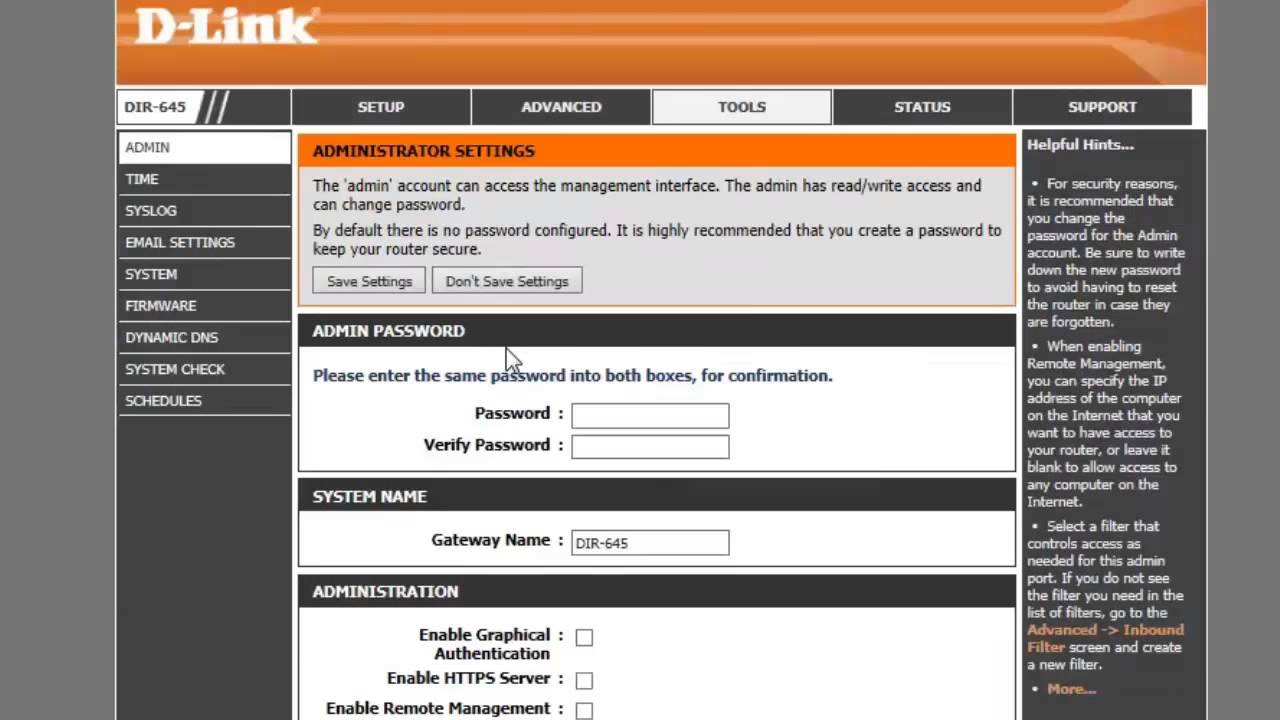 D-Link
DIR-645
SETUP
ADVANCED
TOOLS
STATUS
SUPPORT
ADMIN
TIME
SYSLOG
EMAIL SETTINGS
SYSTEM
FIRMWARE
DYNAMIC DNS
SYSTEM CHECK
SCHEDULES
ADMINISTRATOR SETTINGS
The 'admin' account can access the management interface. The admin has read/write access and
can change password.
By default there is no password configured. It is highly recommended that you create a password to
keep your router secure.
Save Settings
Don't Save Settings
ADMIN PASSWORD
Please enter the same password into both boxes, for confirmation.
Password :
Verify Password :
SYSTEM NAME
Gateway Name : DIR-645
ADMINISTRATION
Enable Graphical :
Authentication
Enable HTTPS Server :
Enable Remote Management :
Helpful Hints...
• For security reasons,
it is recommended that
you change the
password for the Admin
account. Be sure to write
down the new password
to avoid having to reset
the router in case they
are forgotten.
• When enabling
Remote Management,
you can specify the IP
address of the computer
on the Internet that you
want to have access to
your router, or leave it
blank to allow access to
any computer on the
Internet.
• Select a filter that
controls access as
needed for this admin
port. If you do not see
the filter you need in the
list of filters, go to the
Advanced -> Inbound
Filter screen and create
a new filter.
• More...